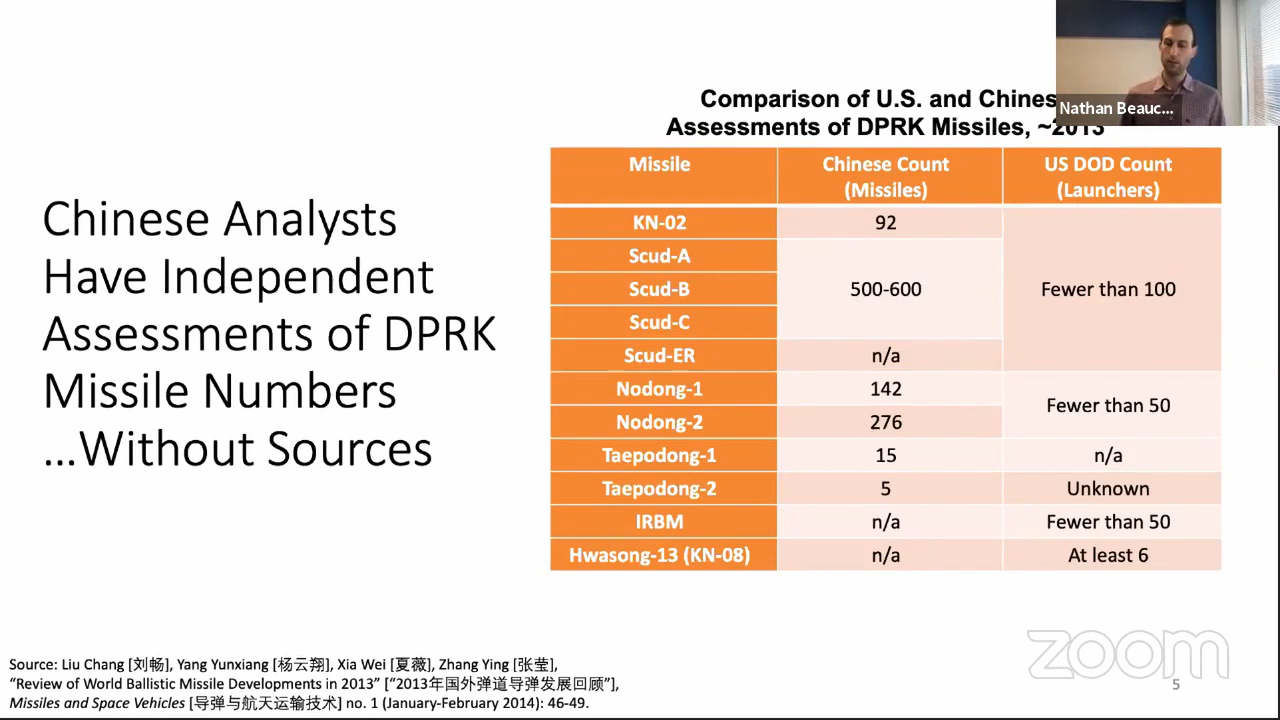 Chinese Analysts
Have Independent
Assessments of DPRK
Missile Numbers
…Without Sources
Comparison of U.S. and Chines
Assessments of DPRK Missiles, ~2013
Nathan Beauc...
Missile Chinese Count US DOD Count
(Missiles) (Launchers)
KN-02 92
Scud-A
Scud-B 500-600 Fewer than 100
Scud-C
Scud-ER n/a
Nodong-1 142
Fewer than 50
Nodong-2 276
Taepodong-1 15 n/a
Taepodong-2 5 Unknown
IRBM n/a Fewer than 50
Hwasong-13 (KN-08) n/a At least 6
Source: Liu Chang [刘畅], Yang Yunxiang [杨云翔], Xia Wei [夏薇], Zhang Ying [张莹],
“Review of World Ballistic Missile Developments in 2013” [“2013年国外弹道导弹发展回顾”],
Missiles and Space Vehicles [导弹与航天运输技术] no. 1 (January-February 2014): 46-49.
zoom
5